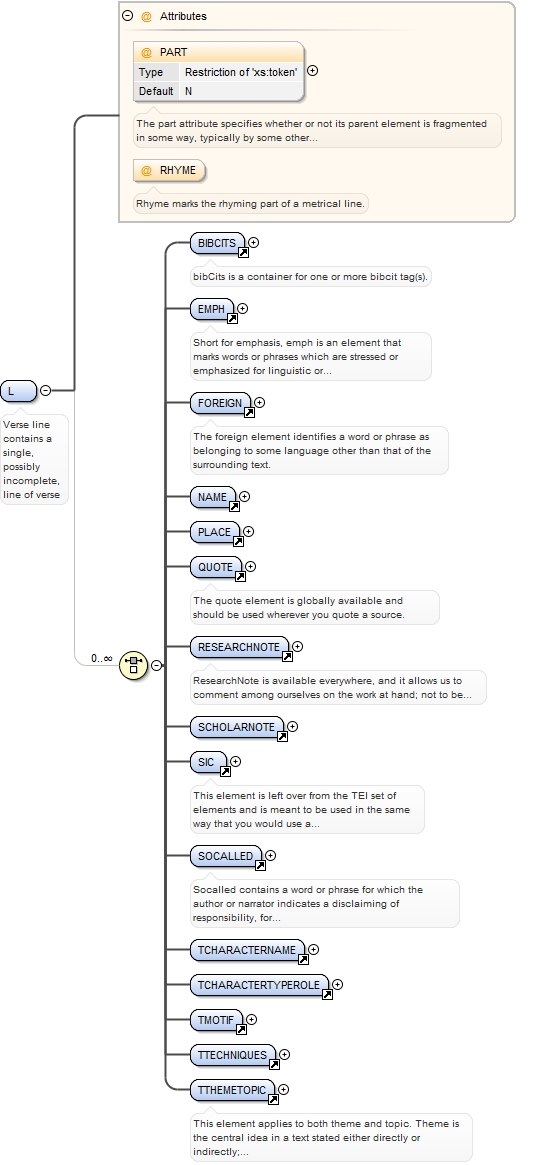 @ Attributes
@ PART
Type Restriction of 'xs:token'
Default N
The part attribute specifies whether or not its parent element is fragmented
in some way, typically by some other...
@ RHYME
Rhyme marks the rhyming part of a metrical line.
BIBCITS
bibCits is a container for one or more bibcit tag(s).
EMPH
Short for emphasis, emph is an element that
marks words or phrases which are stressed or
emphasized for linguistic or...
L
Verse line
contains a
single,
possibly
incomplete,
line of verse
FOREIGN
The foreign element identifies a word or phrase as
belonging to some language other than that of the
surrounding text.
NAME
PLACE
QUOTE
The quote element is globally available and
should be used wherever you quote a source.
0..∞
RESEARCHNOTE
ResearchNote is available everywhere, and it allows us to
comment among ourselves on the work at hand; not to be...
SCHOLARNOTE
SIC
This element is left over from the TEI set of
elements and is meant to be used in the same
way that you would use a...
SOCALLED
Socalled contains a word or phrase for which the
author or narrator indicates a disclaiming of
responsibility, for...
TCHARACTERNAME
TCHARACTERTYPEROLE
TMOTIF
TTECHNIQUES
TTHEMETOPIC
This element applies to both theme and topic. Theme is
the central idea in a text stated either directly or
indirectly;...